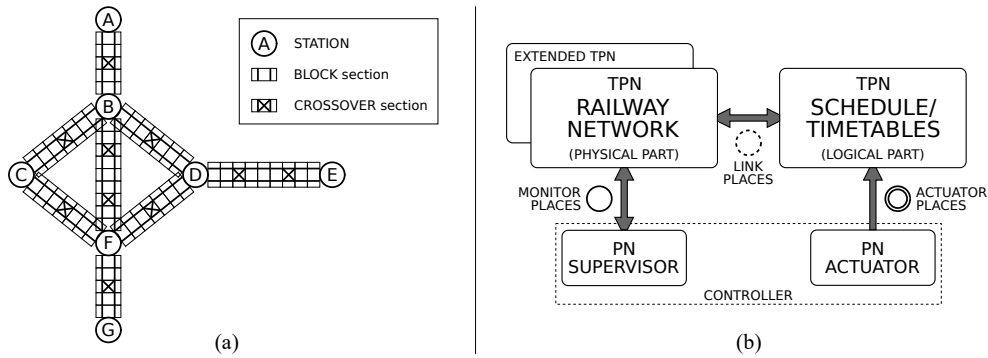 A
B
C
D
E
F
G
A STATION
BLOCK section
CROSSOVER section
(a)
EXTENDED TPN
TPN
RAILWAY
NETWORK
(PHYSICAL PART)
TPN
SCHEDULE/
TIMETABLES
(LOGICAL PART)
LINK
PLACES
MONITOR
PLACES
ACTUATOR
PLACES
PN
SUPERVISOR
PN
ACTUATOR
CONTROLLER
(b)